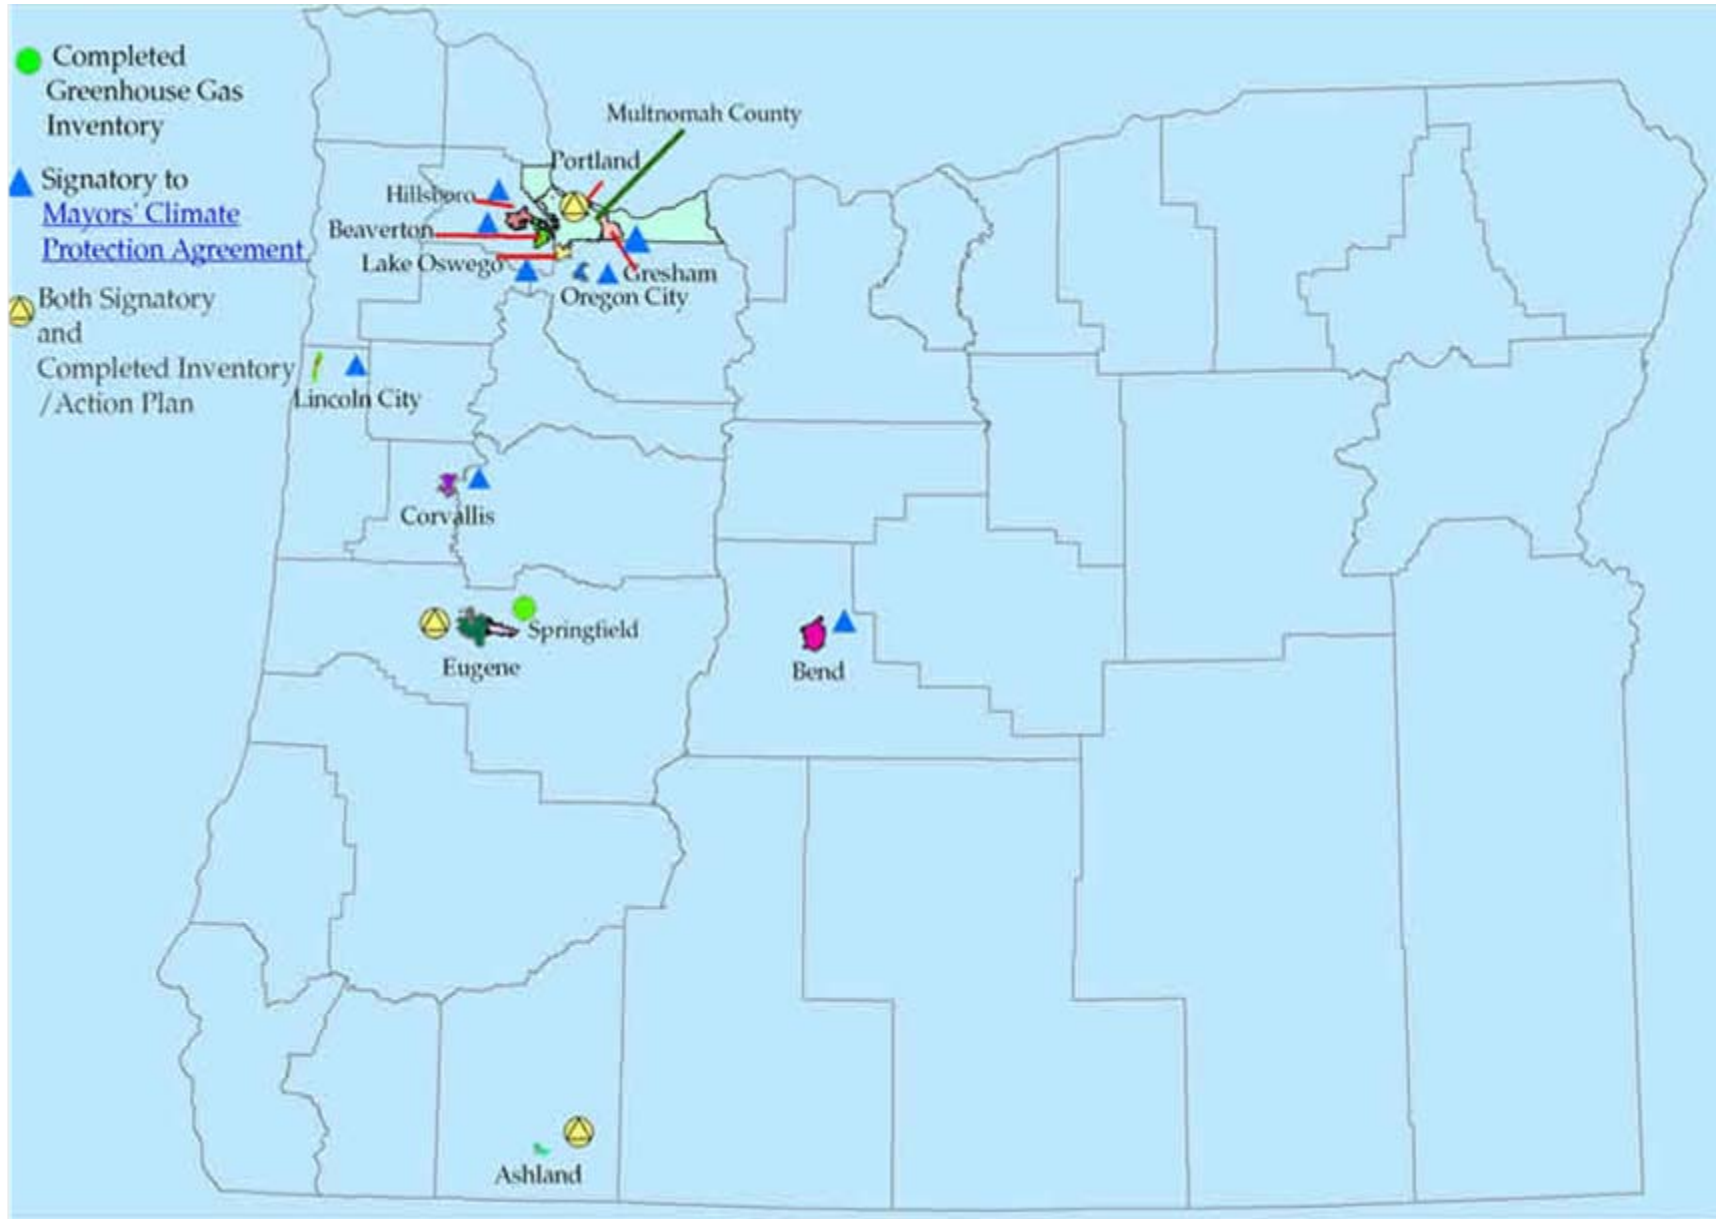 Completed
Greenhouse Gas
Inventory
Signatory to
Mayors' Climate
Protection Agreement
Both Signatory
and
Completed Inventory
/Action Plan
Multnomah County
Portland
Hillsboro
Beaverton
Lake Oswego
Gresham
Oregon City
Lincoln City
Corvallis
Springfield
Eugene
Bend
Ashland